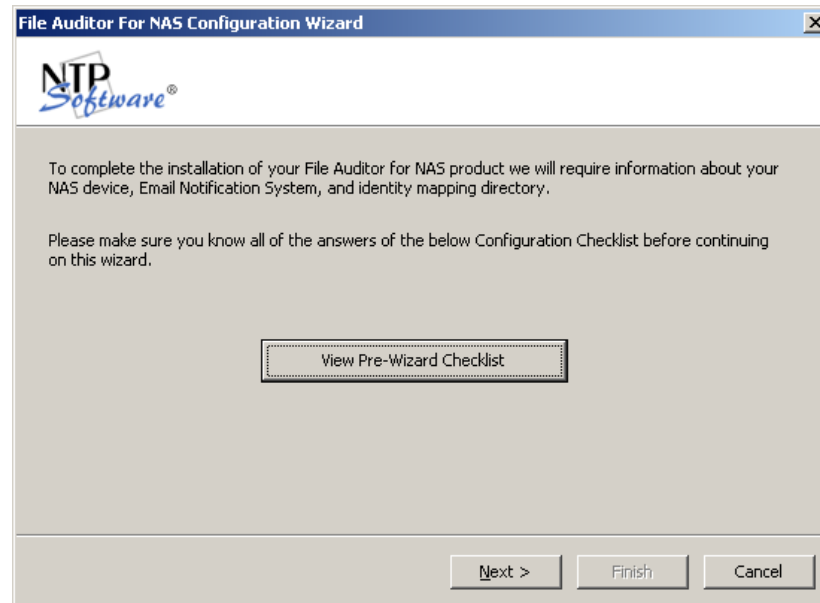 File Auditor For NAS Configuration Wizard
NTP
Software®
To complete the installation of your File Auditor for NAS product we will require information about your
NAS device, Email Notification System, and identity mapping directory.
Please make sure you know all of the answers of the below Configuration Checklist before continuing
on this wizard.
View Pre-Wizard Checklist
Next >
Finish
Cancel